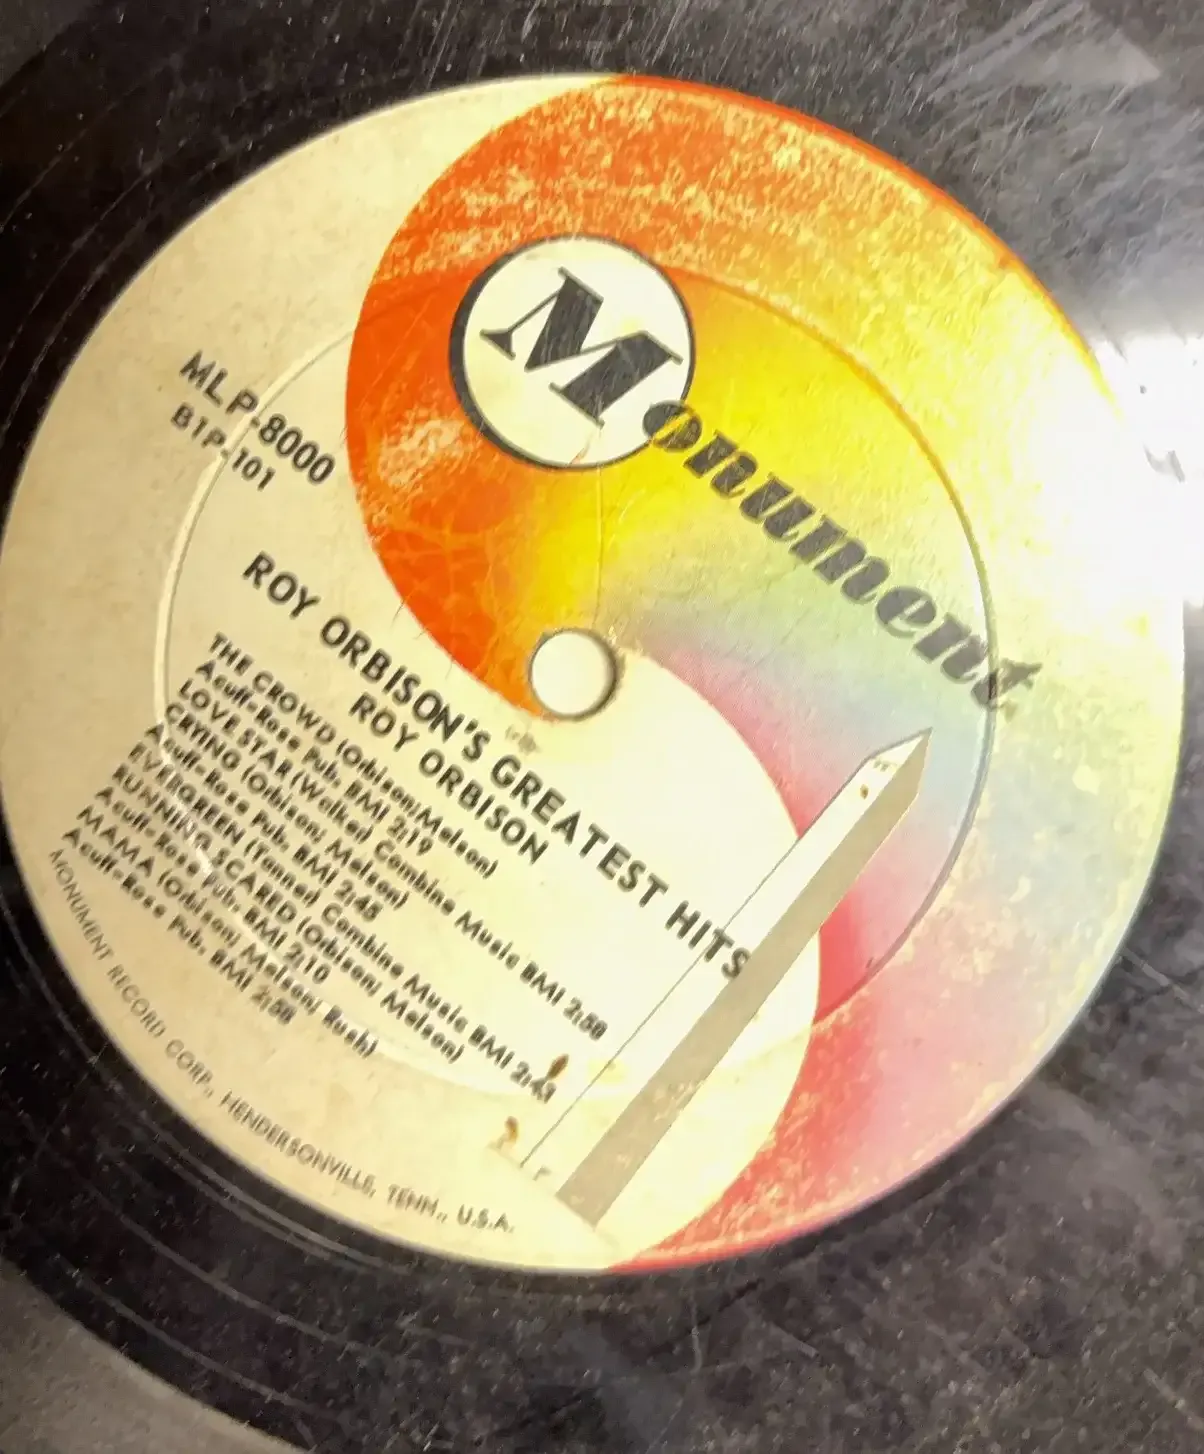 Monument
MLP-8000
B1P-101
ROY ORBISON'S GREATEST HITS
ROY ORBISON
THE CROWD (Orbison; Melson)
Acuff-Rose Pub. BMI 2:19
LOVE STAR (Walker) Combine Music BMI 2:50
CRYING (Orbison; Melson)
Acuff-Rose Pub. BMI 2:45
EVERGREEN (Tanner) Combine Music BMI 2:43
RUNNING SCARED (Orbison; Melson)
Acuff-Rose Pub. BMI 2:10
MAMA (Orbison; Melson; Rush)
Acuff-Rose Pub. BMI 2:58
MONUMENT RECORD CORP., HENDERSONVILLE, TENN., U.S.A.